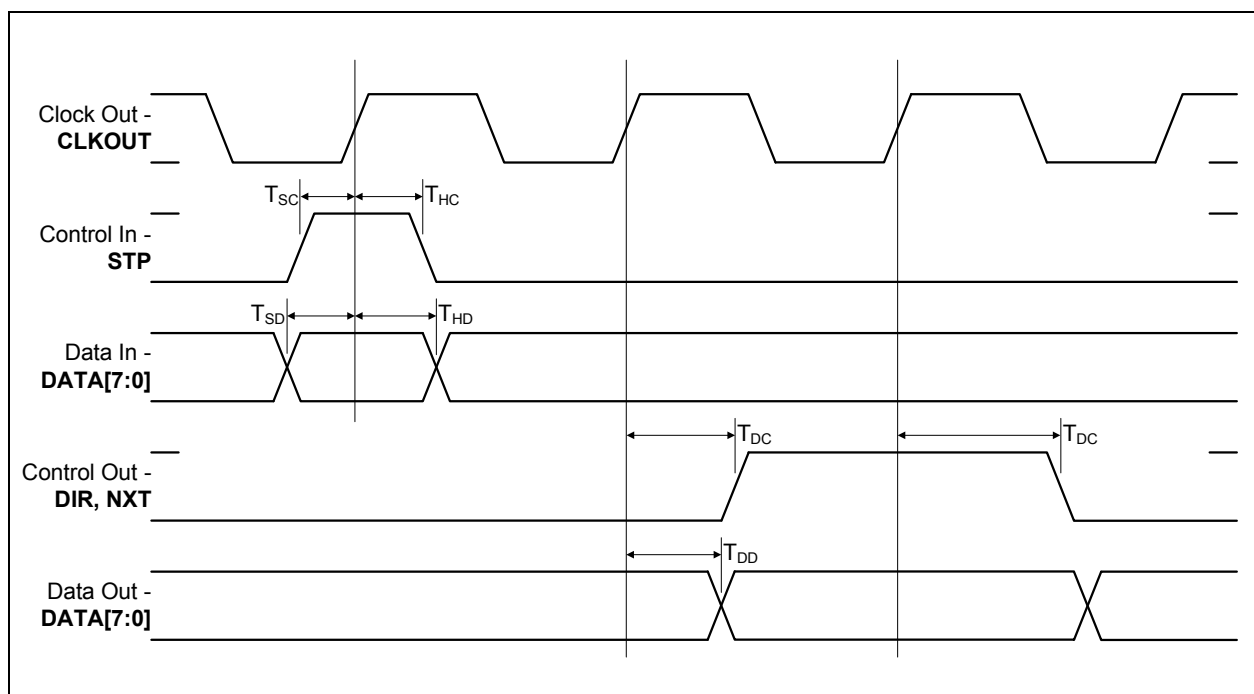 Clock Out -
CLKOUT
T_SC
T_HC
Control In -
STP
T_SD
T_HD
Data In -
DATA[7:0]
T_DC
T_DC
Control Out -
DIR, NXT
T_DD
Data Out -
DATA[7:0]